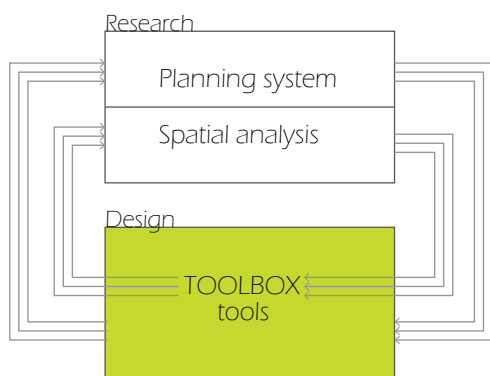 Research
Planning system
Spatial analysis
Design
TOOLBOX
tools